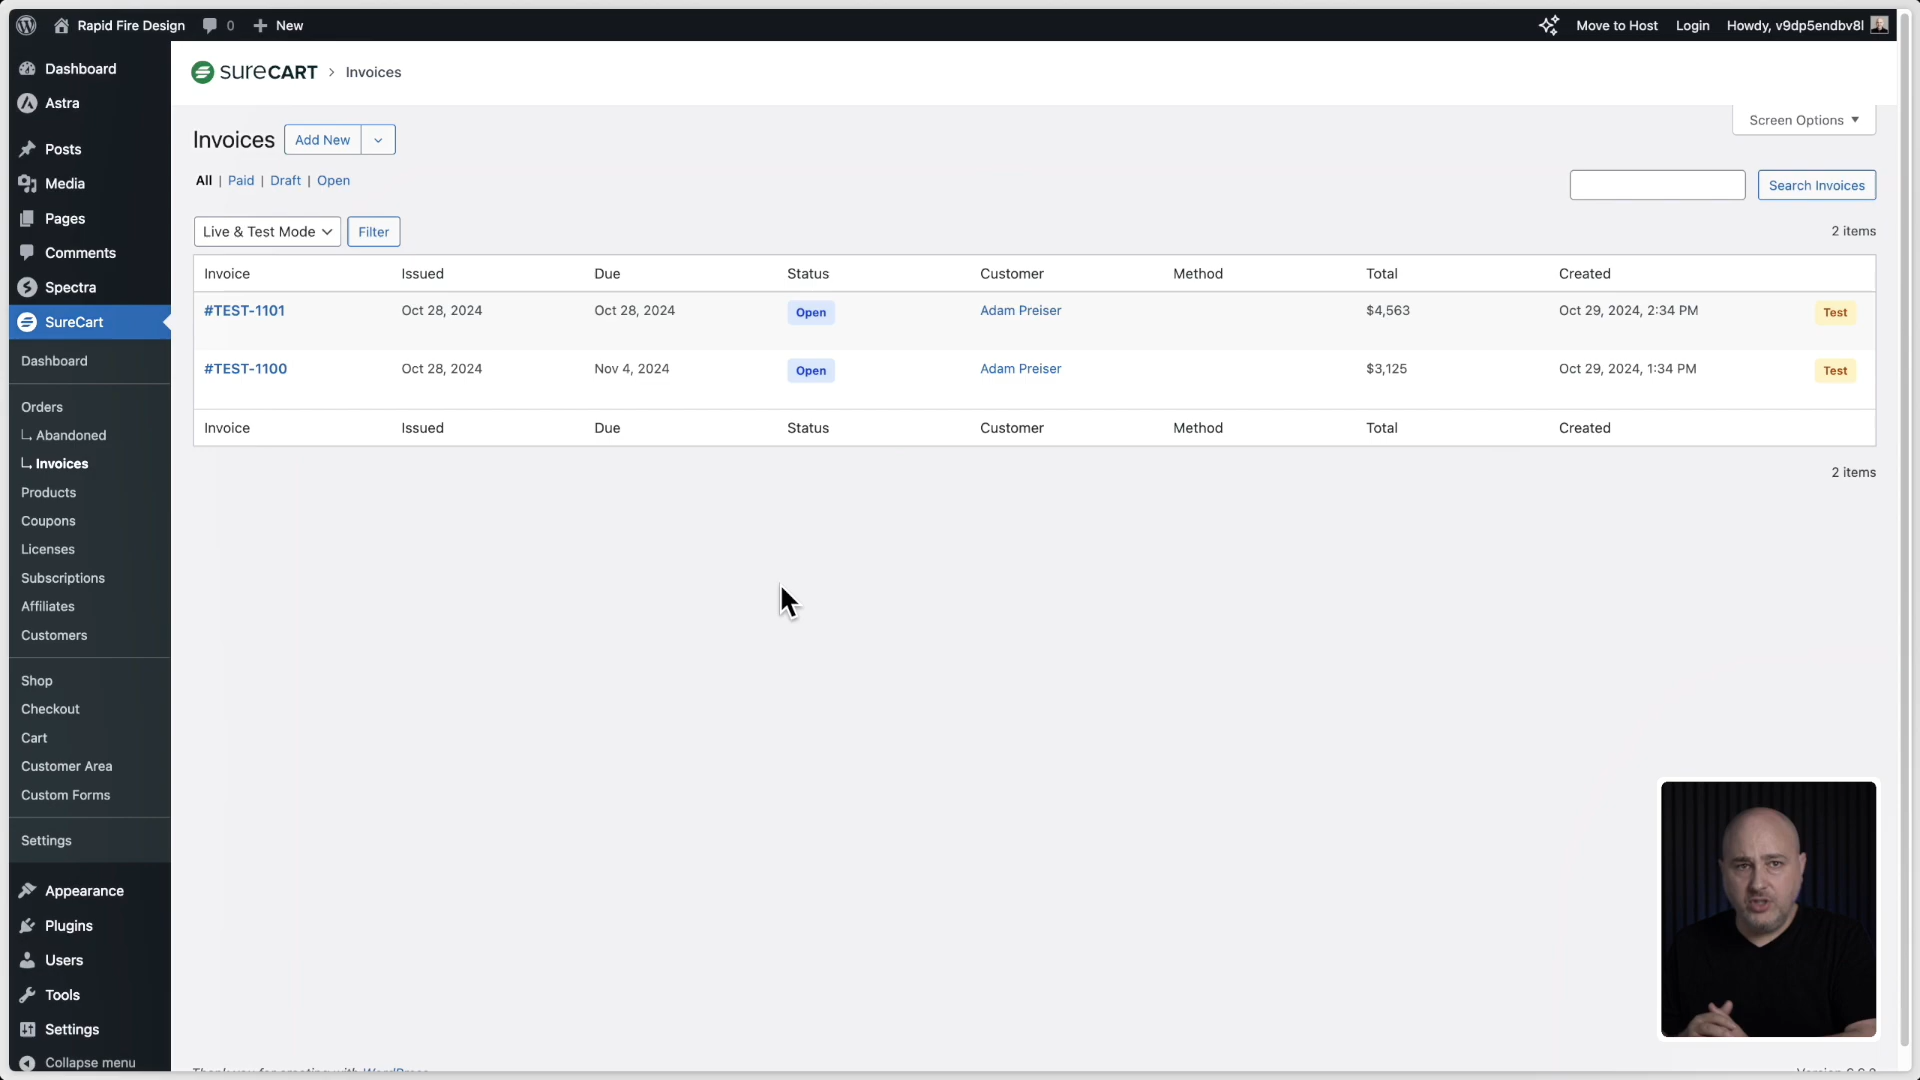 Rapid Fire Design
0
New
Move to Host
Login
Howdy, v9dp5endbv8l
Dashboard
Astra
Posts
Media
Pages
Comments
Spectra
SureCart
Dashboard
Orders
Abandoned
Invoices
Products
Coupons
Licenses
Subscriptions
Affiliates
Customers
Shop
Checkout
Cart
Customer Area
Custom Forms
Settings
Appearance
Plugins
Users
Tools
Settings
Collapse menu
SURECART > Invoices
Screen Options
Invoices Add New
All | Paid | Draft | Open
Search Invoices
Live & Test Mode Filter
2 items
Invoice Issued Due Status Customer Method Total Created
#TEST-1101 Oct 28, 2024 Oct 28, 2024 Open Adam Preiser $4,563 Oct 29, 2024, 2:34 PM Test
#TEST-1100 Oct 28, 2024 Nov 4, 2024 Open Adam Preiser $3,125 Oct 29, 2024, 1:34 PM Test
Invoice Issued Due Status Customer Method Total Created
2 items